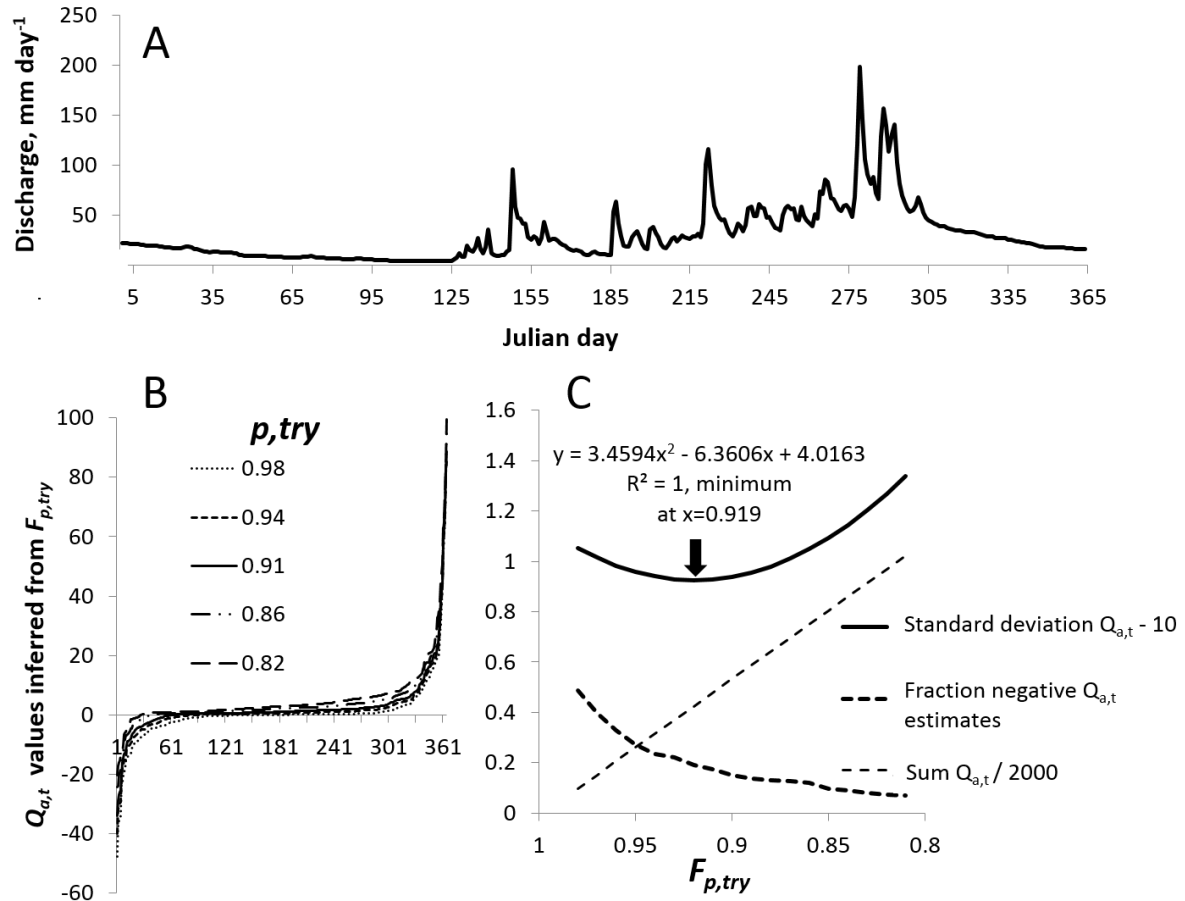 A
Discharge, mm day-1
250
200
150
100
50
5 35 65 95 125 155 185 215 245 275 305 335 365
Julian day
B
Qa,t values inferred from Fp,try
100
80
60
40
20
0
-20
-40
-60
1 61 121 181 241 301 361
p,try
0.98
0.94
0.91
0.86
0.82
C
1.6
1.4
1.2
1
0.8
0.6
0.4
0.2
0
y = 3.4594x² - 6.3606x + 4.0163
R² = 1, minimum
at x=0.919
Standard deviation Qa,t - 10
Fraction negative Qa,t
estimates
Sum Qa,t / 2000
1 0.95 0.9 0.85 0.8
Fp,try